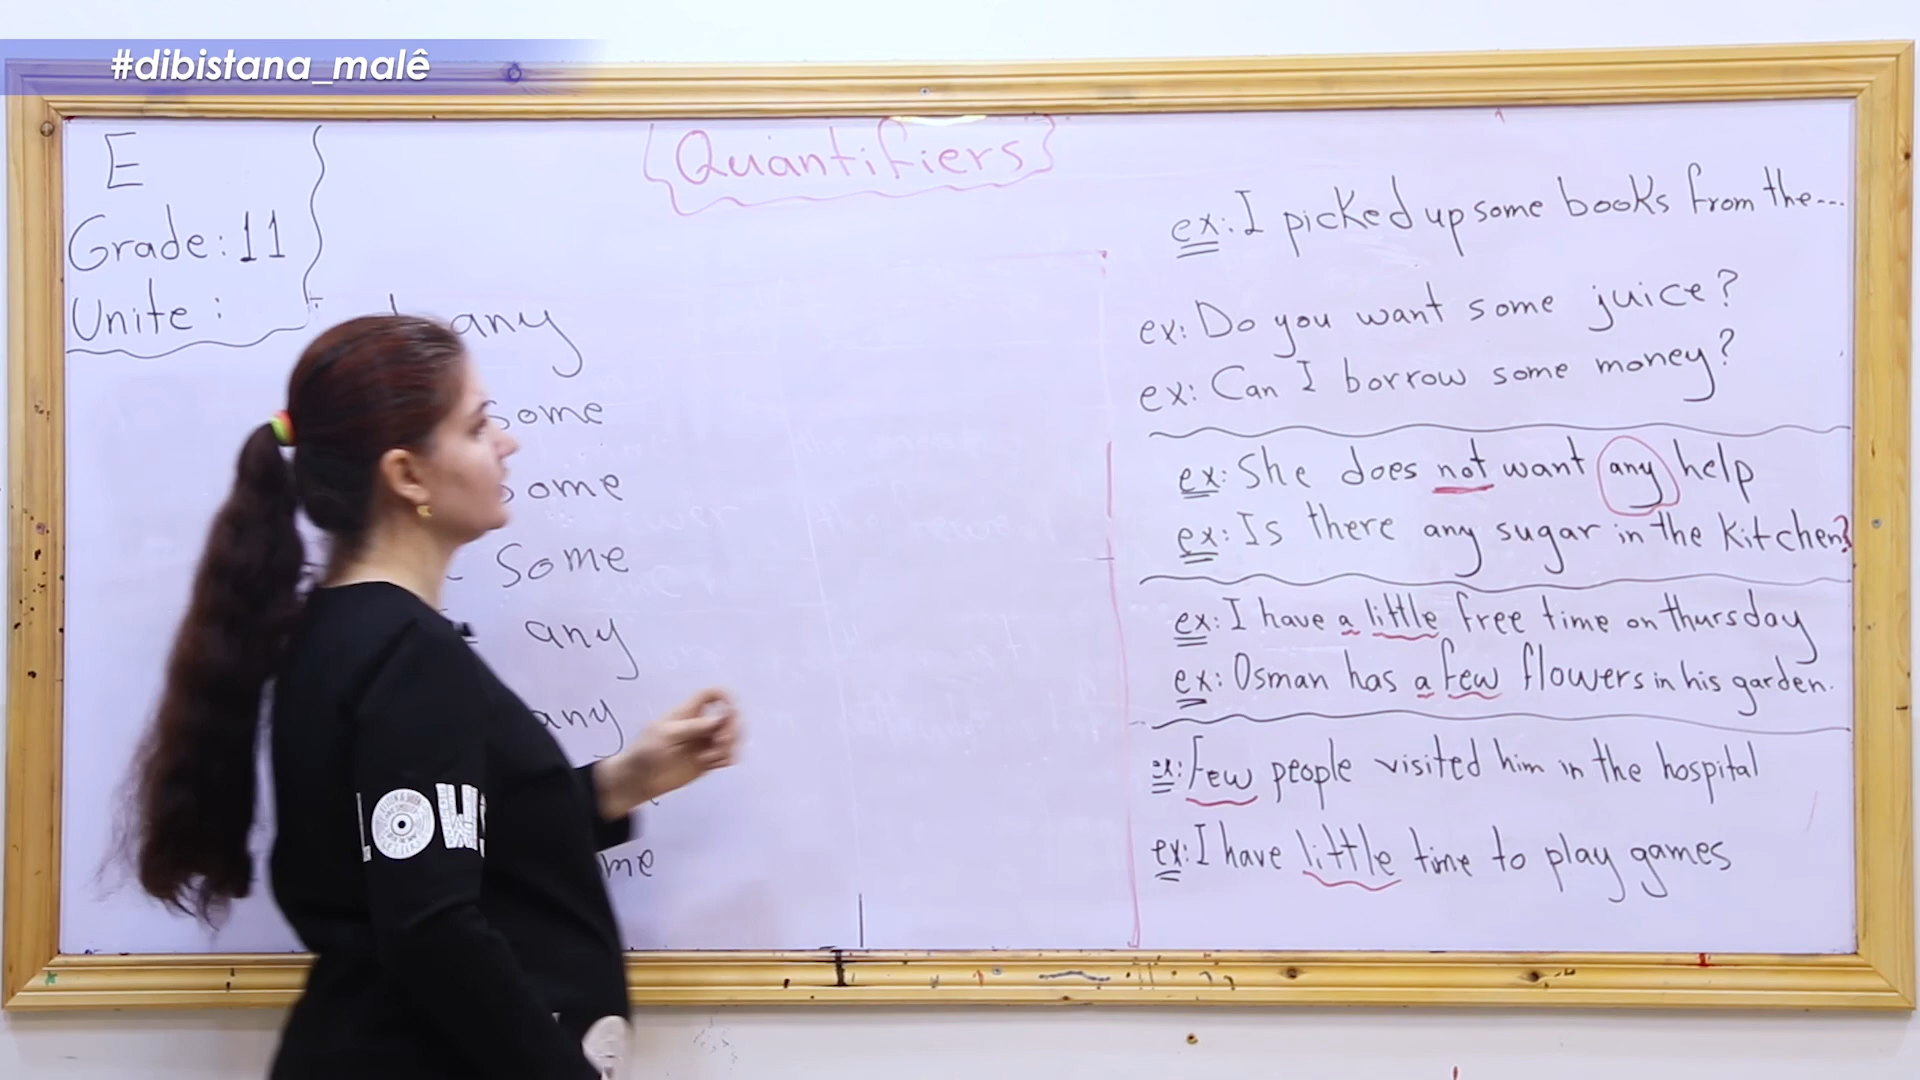 #dibistana_malê
E
Grade: 11
Unite:
{Quantifiers}
any
some
some
- Some
any
any
me
ex: I picked up some books from the...
ex: Do you want some juice?
ex: Can I borrow some money?
ex: She does not want any help
ex: Is there any sugar in the kitchen?
ex: I have a little free time on thursday
ex: Osman has a few flowers in his garden.
ex: Few people visited him in the hospital
ex: I have little time to play games